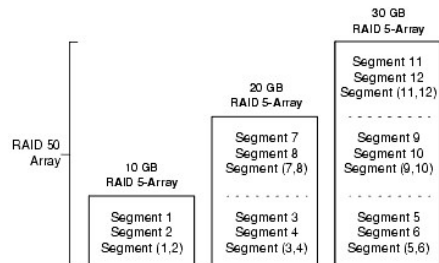 30 GB
RAID 5-Array
Segment 11
Segment 12
Segment (11,12)
20 GB
RAID 5-Array
Segment 7
Segment 8
Segment (7,8)
Segment 9
Segment 10
Segment (9,10)
RAID 50
Array
10 GB
RAID 5-Array
Segment 1
Segment 2
Segment (1,2)
Segment 3
Segment 4
Segment (3,4)
Segment 5
Segment 6
Segment (5,6)